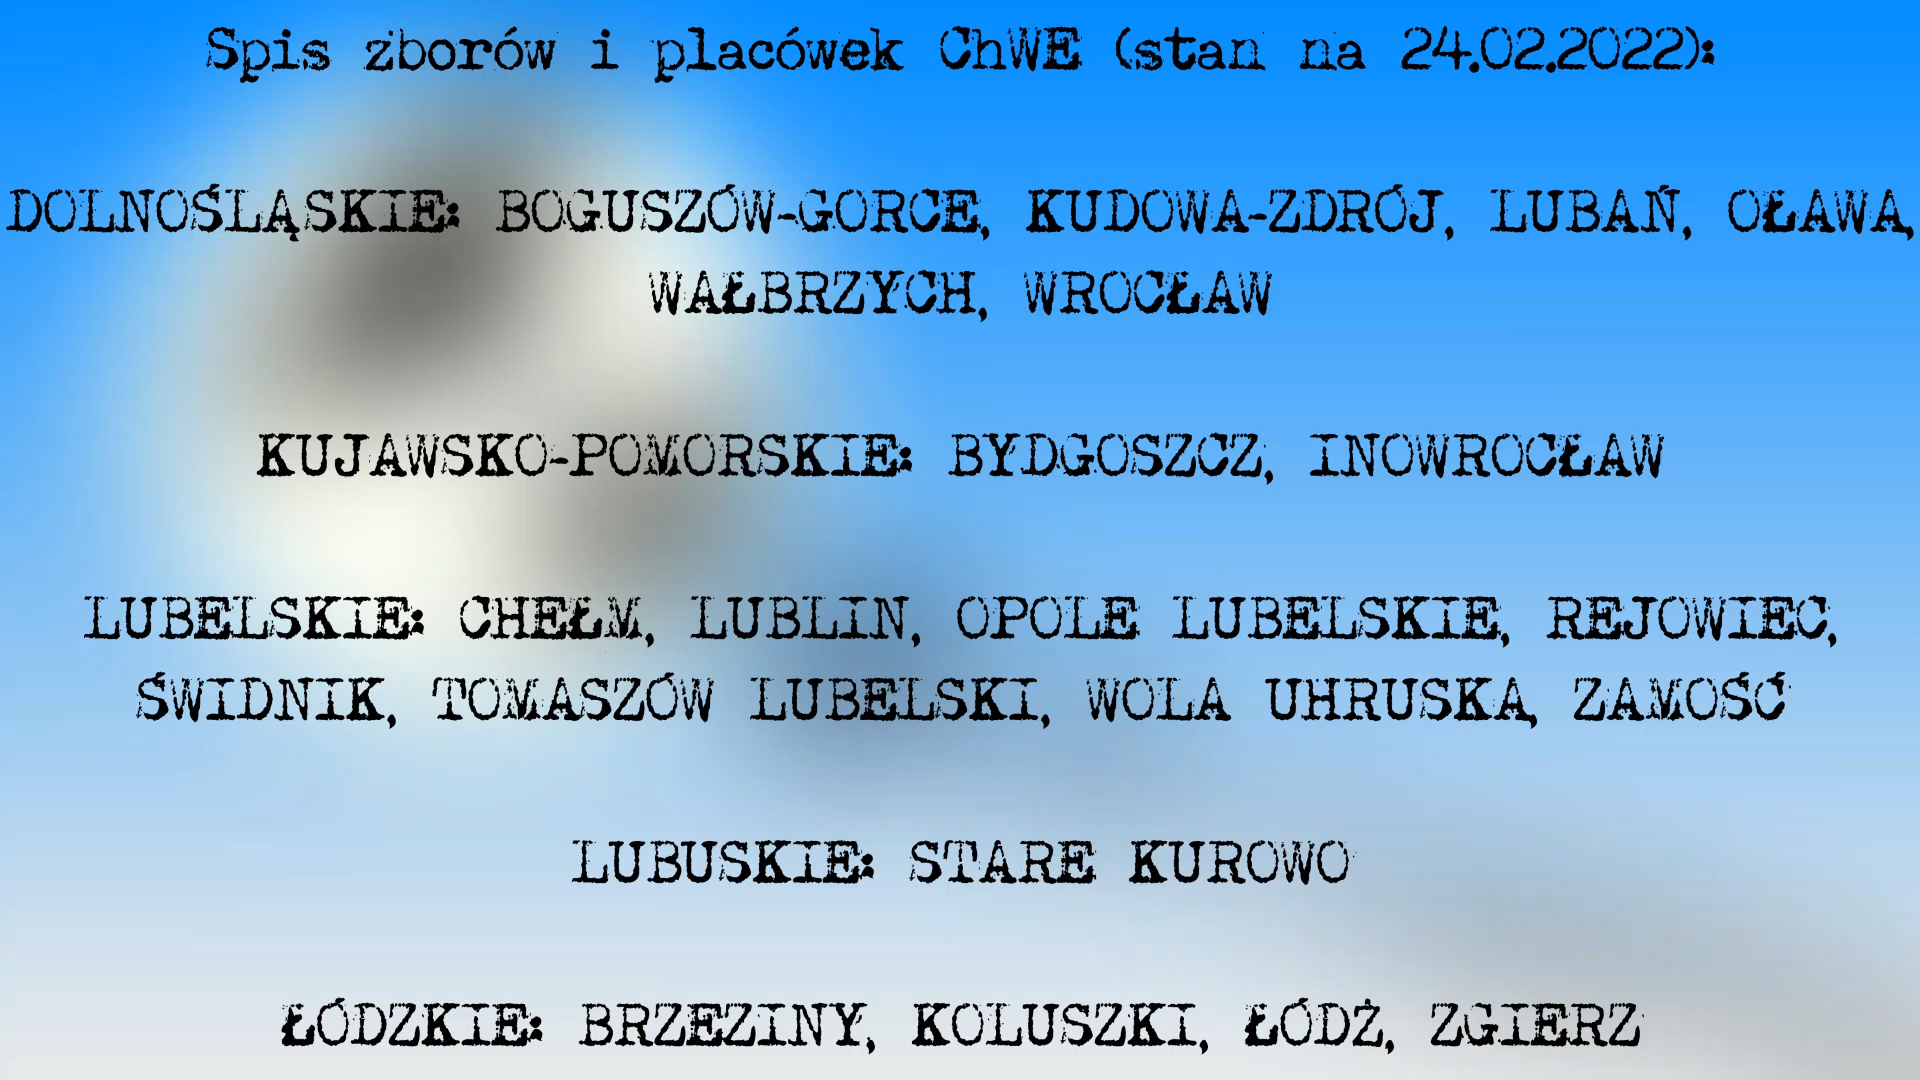 Spis zborów i placówek ChWE (stan na 24.02.2022):
DOLNOŚLĄSKIE: BOGUSZÓW-GORCE, KUDOWA-ZDRÓJ, LUBAŃ, OŁAWA,
WAŁBRZYCH, WROCŁAW
KUJAWSKO-POMORSKIE: BYDGOSZCZ, INOWROCŁAW
LUBELSKIE: CHEŁM, LUBLIN, OPOLE LUBELSKIE, REJOWIEC,
ŚWIDNIK, TOMASZÓW LUBELSKI, WOLA UHRUSKA, ZAMOŚĆ
LUBUSKIE: STARE KUROWO
ŁÓDZKIE: BRZEZINY, KOLUSZKI, ŁÓDŻ, ZGIERZ